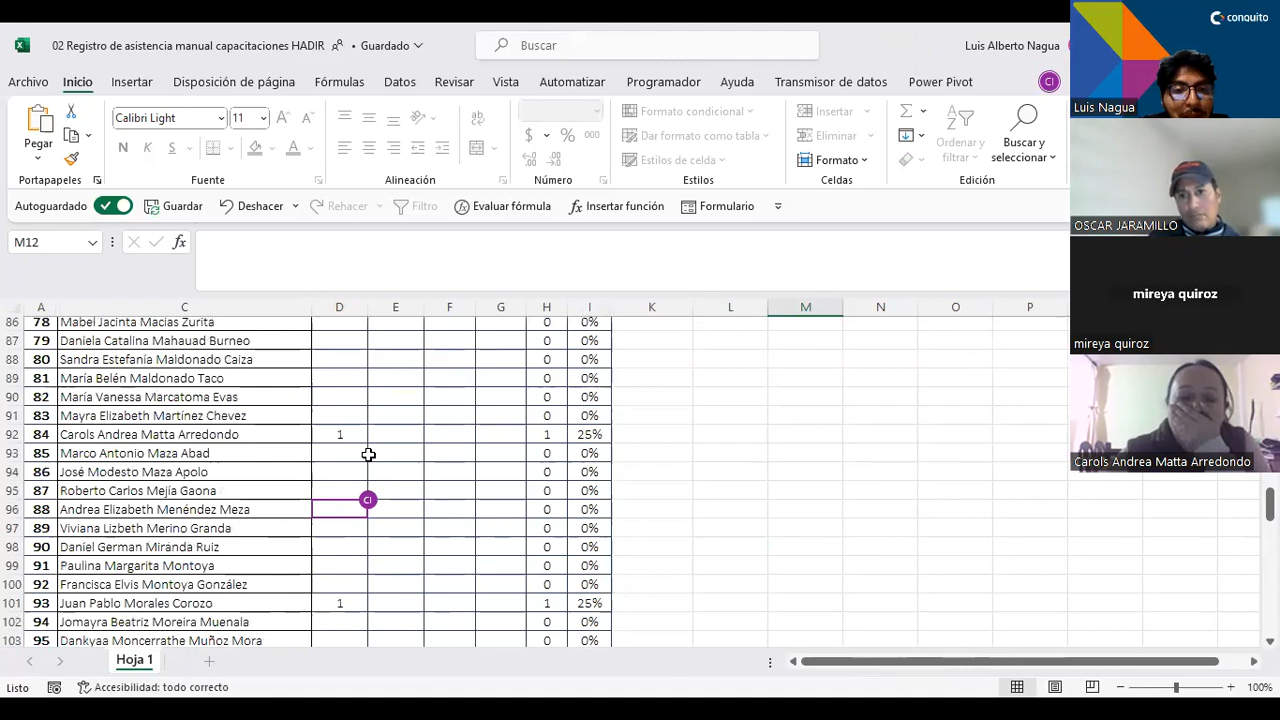 02 Registro de asistencia manual capacitaciones HADIR
Guardado
Buscar
Luis Alberto Nagua
Archivo Inicio Insertar Disposición de página Fórmulas Datos Revisar Vista Automatizar Programador Ayuda Transmisor de datos Power Pivot CI
Pegar
Calibri Light 11
N K S
$ % 000
Formato condicional
Dar formato como tabla
Estilos de celda
Insertar
Eliminar
Formato
Ordenar y filtrar
Buscar y seleccionar
Portapapeles Fuente Alineación Número Estilos Celdas Edición
Autoguardado Guardar Deshacer Rehacer Filtro Evaluar fórmula Insertar función Formulario
M12 fx
A C D E F G H I K L M N O P
86 78 Mabel Jacinta Macías Zurita 0 0%
87 79 Daniela Catalina Mahauad Burneo 0 0%
88 80 Sandra Estefanía Maldonado Caiza 0 0%
89 81 María Belén Maldonado Taco 0 0%
90 82 María Vanessa Marcatoma Evas 0 0%
91 83 Mayra Elizabeth Martínez Chevez 0 0%
92 84 Carols Andrea Matta Arredondo 1 1 25%
93 85 Marco Antonio Maza Abad 0 0%
94 86 José Modesto Maza Apolo 0 0%
95 87 Roberto Carlos Mejía Gaona 0 0%
CI
96 88 Andrea Elizabeth Menéndez Meza 0 0%
97 89 Viviana Lizbeth Merino Granda 0 0%
98 90 Daniel German Miranda Ruiz 0 0%
99 91 Paulina Margarita Montoya 0 0%
100 92 Francisca Elvis Montoya González 0 0%
101 93 Juan Pablo Morales Corozo 1 1 25%
102 94 Jomayra Beatriz Moreira Muenala 0 0%
103 95 Dankyaa Moncerrathe Muñoz Mora 0 0%
Hoja 1
Listo Accesibilidad: todo correcto 100%
conquito
Luis Nagua
OSCAR JARAMILLO
mireya quiroz
mireya quiroz
Carols Andrea Matta Arredondo